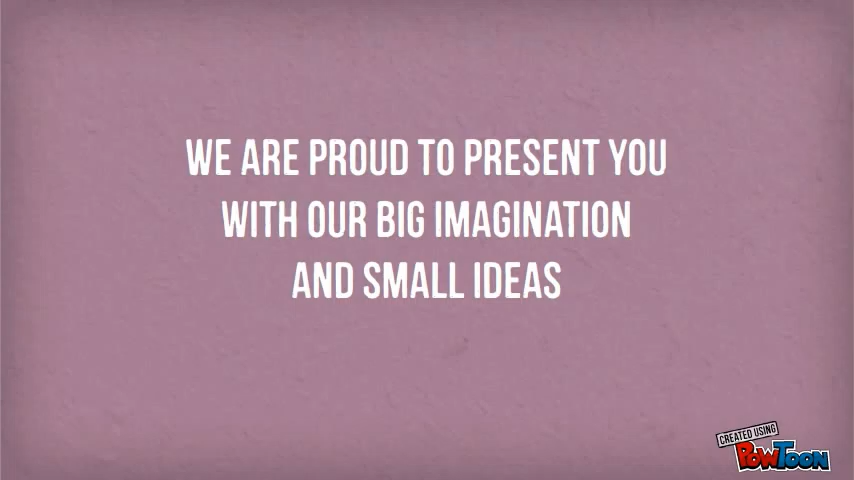 WE ARE PROUD TO PRESENT YOU
WITH OUR BIG IMAGINATION
AND SMALL IDEAS
CREATED USING
POWTOON